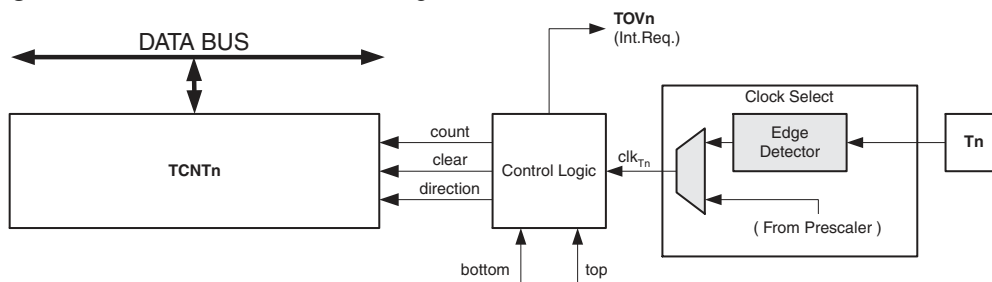 DATA BUS
TOVn
(Int.Req.)
Clock Select
count
clear
direction
TCNTn
Control Logic
clkTn
Edge
Detector
Tn
( From Prescaler )
bottom
top